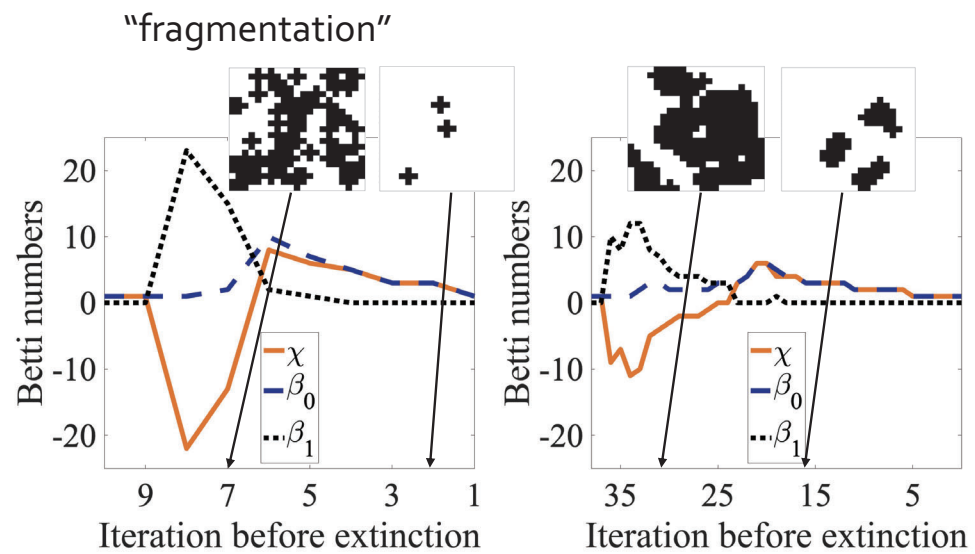 “fragmentation”
Betti numbers
20
10
0
-10
-20
χ
β0
β1
9 7 5 3 1
Iteration before extinction
Betti numbers
20
10
0
-10
-20
χ
β0
β1
35 25 15 5
Iteration before extinction